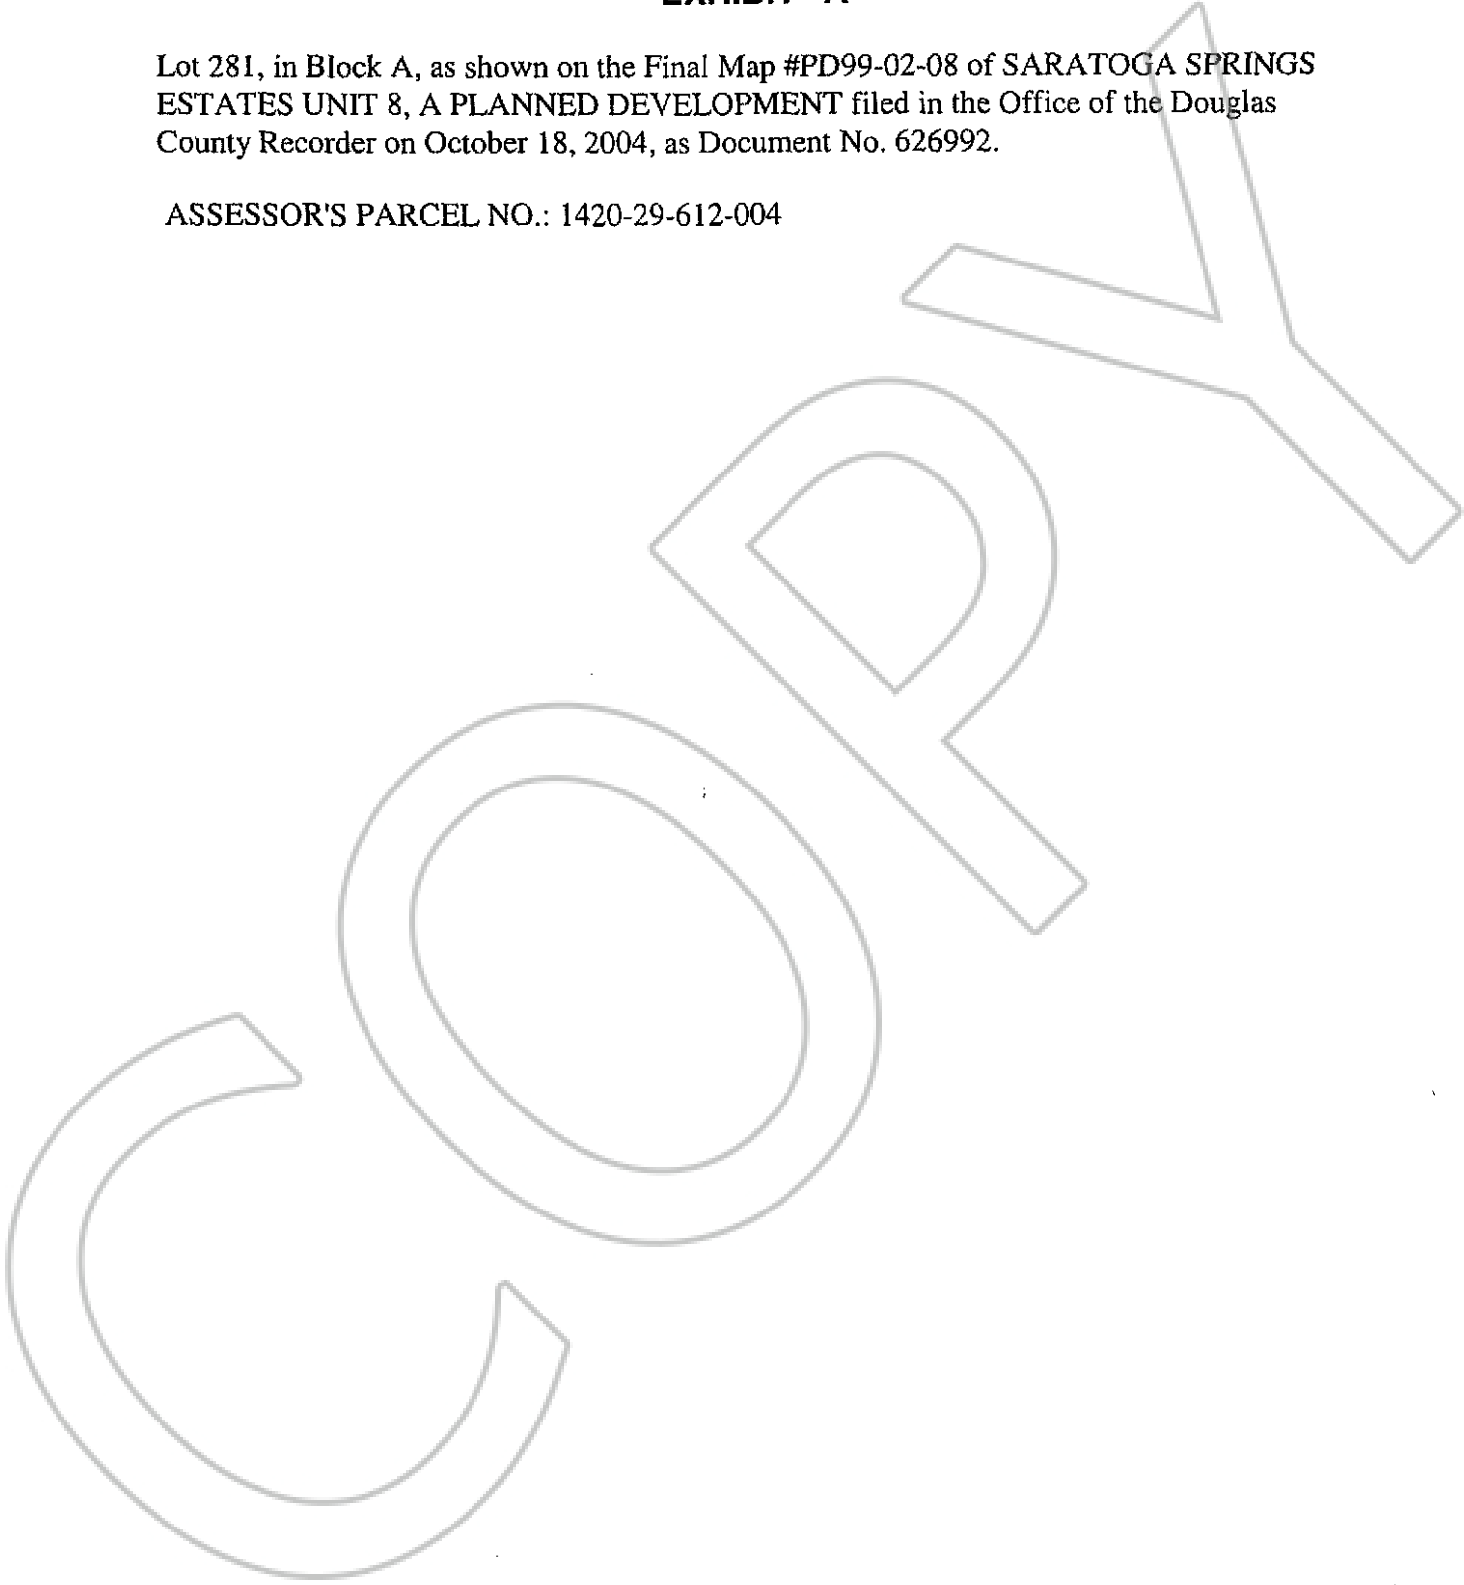 EXHIBIT "A"
Lot 281, in Block A, as shown on the Final Map #PD99-02-08 of SARATOGA SPRINGS
ESTATES UNIT 8, A PLANNED DEVELOPMENT filed in the Office of the Douglas
County Recorder on October 18, 2004, as Document No. 626992.
ASSESSOR'S PARCEL NO.: 1420-29-612-004
COPY